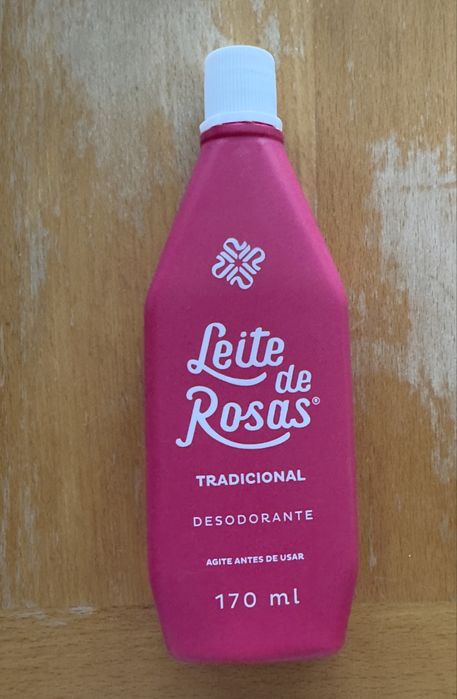 Leite
de
Rosas®
TRADICIONAL
DESODORANTE
AGITE ANTES DE USAR
170 ml